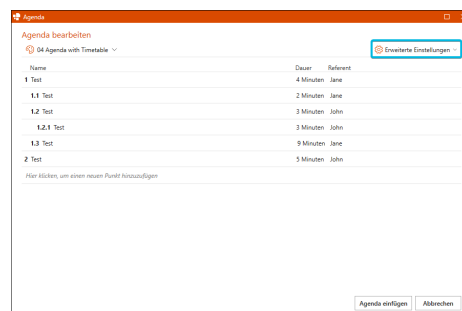 Agenda
Agenda bearbeiten
04 Agenda with Timetable
Erweiterte Einstellungen
Name Dauer Referent
1 Test 4 Minuten Jane
1.1 Test 2 Minuten Jane
1.2 Test 3 Minuten John
1.2.1 Test 3 Minuten John
1.3 Test 9 Minuten Jane
2 Test 5 Minuten John
Hier klicken, um einen neuen Punkt hinzuzufügen
Agenda einfügen Abbrechen